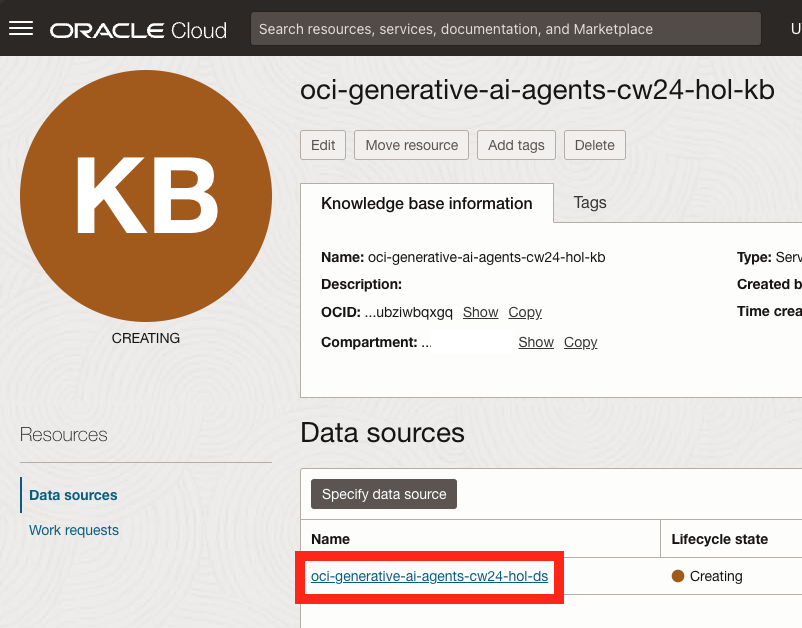 ORACLE Cloud
Search resources, services, documentation, and Marketplace
U
KB
CREATING
oci-generative-ai-agents-cw24-hol-kb
Edit
Move resource
Add tags
Delete
Knowledge base information
Tags
Name: oci-generative-ai-agents-cw24-hol-kb
Description:
OCID: ...ubziwbqxgq Show Copy
Compartment: ... Show Copy
Type: Serv
Created b
Time crea
Resources
Data sources
Work requests
Data sources
Specify data source
Name
Lifecycle state
oci-generative-ai-agents-cw24-hol-ds
Creating